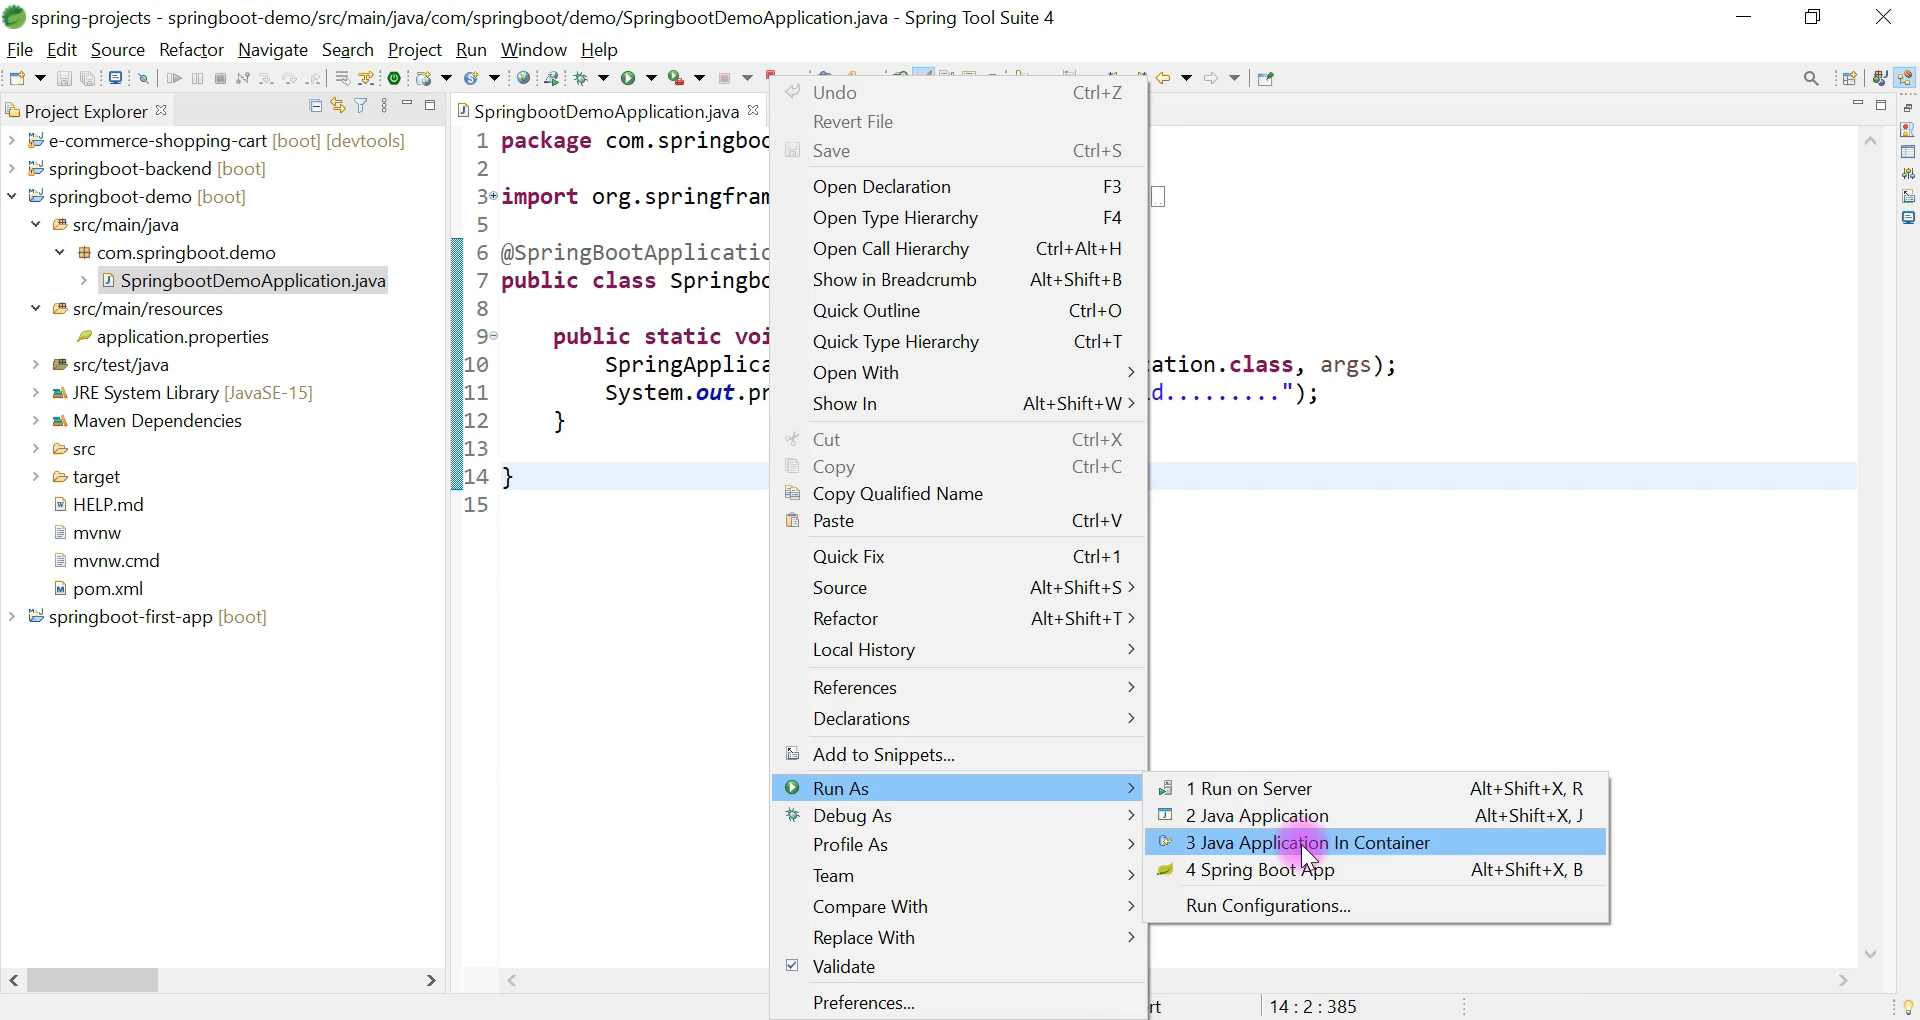 spring-projects - springboot-demo/src/main/java/com/springboot/demo/SpringbootDemoApplication.java - Spring Tool Suite 4
File Edit Source Refactor Navigate Search Project Run Window Help
Project Explorer
e-commerce-shopping-cart [boot] [devtools]
springboot-backend [boot]
springboot-demo [boot]
src/main/java
com.springboot.demo
SpringbootDemoApplication.java
src/main/resources
application.properties
src/test/java
JRE System Library [JavaSE-15]
Maven Dependencies
src
target
HELP.md
mvnw
mvnw.cmd
pom.xml
springboot-first-app [boot]
SpringbootDemoApplication.java
1 package com.springboo
2
3 import org.springfram
5
6 @SpringBootApplicatio
7 public class Springbo
8
9 public static voi
10 SpringApplica ation.class, args);
11 System.out.pr d.........");
12 }
13
14 }
15
Undo Ctrl+Z
Revert File
Save Ctrl+S
Open Declaration F3
Open Type Hierarchy F4
Open Call Hierarchy Ctrl+Alt+H
Show in Breadcrumb Alt+Shift+B
Quick Outline Ctrl+O
Quick Type Hierarchy Ctrl+T
Open With >
Show In Alt+Shift+W >
Cut Ctrl+X
Copy Ctrl+C
Copy Qualified Name
Paste Ctrl+V
Quick Fix Ctrl+1
Source Alt+Shift+S >
Refactor Alt+Shift+T >
Local History >
References >
Declarations >
Add to Snippets...
Run As >
Debug As >
Profile As >
Team >
Compare With >
Replace With >
Validate
Preferences...
1 Run on Server Alt+Shift+X, R
2 Java Application Alt+Shift+X, J
3 Java Application In Container
4 Spring Boot App Alt+Shift+X, B
Run Configurations...
rt 14 : 2 : 385